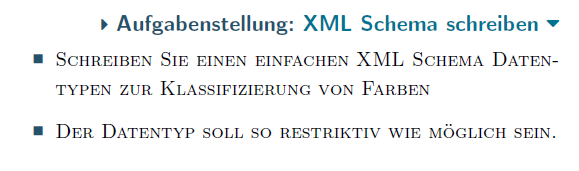 Aufgabenstellung: XML Schema schreiben
Schreiben Sie einen einfachen XML Schema Daten-
typen zur Klassifizierung von Farben
Der Datentyp soll so restriktiv wie möglich sein.